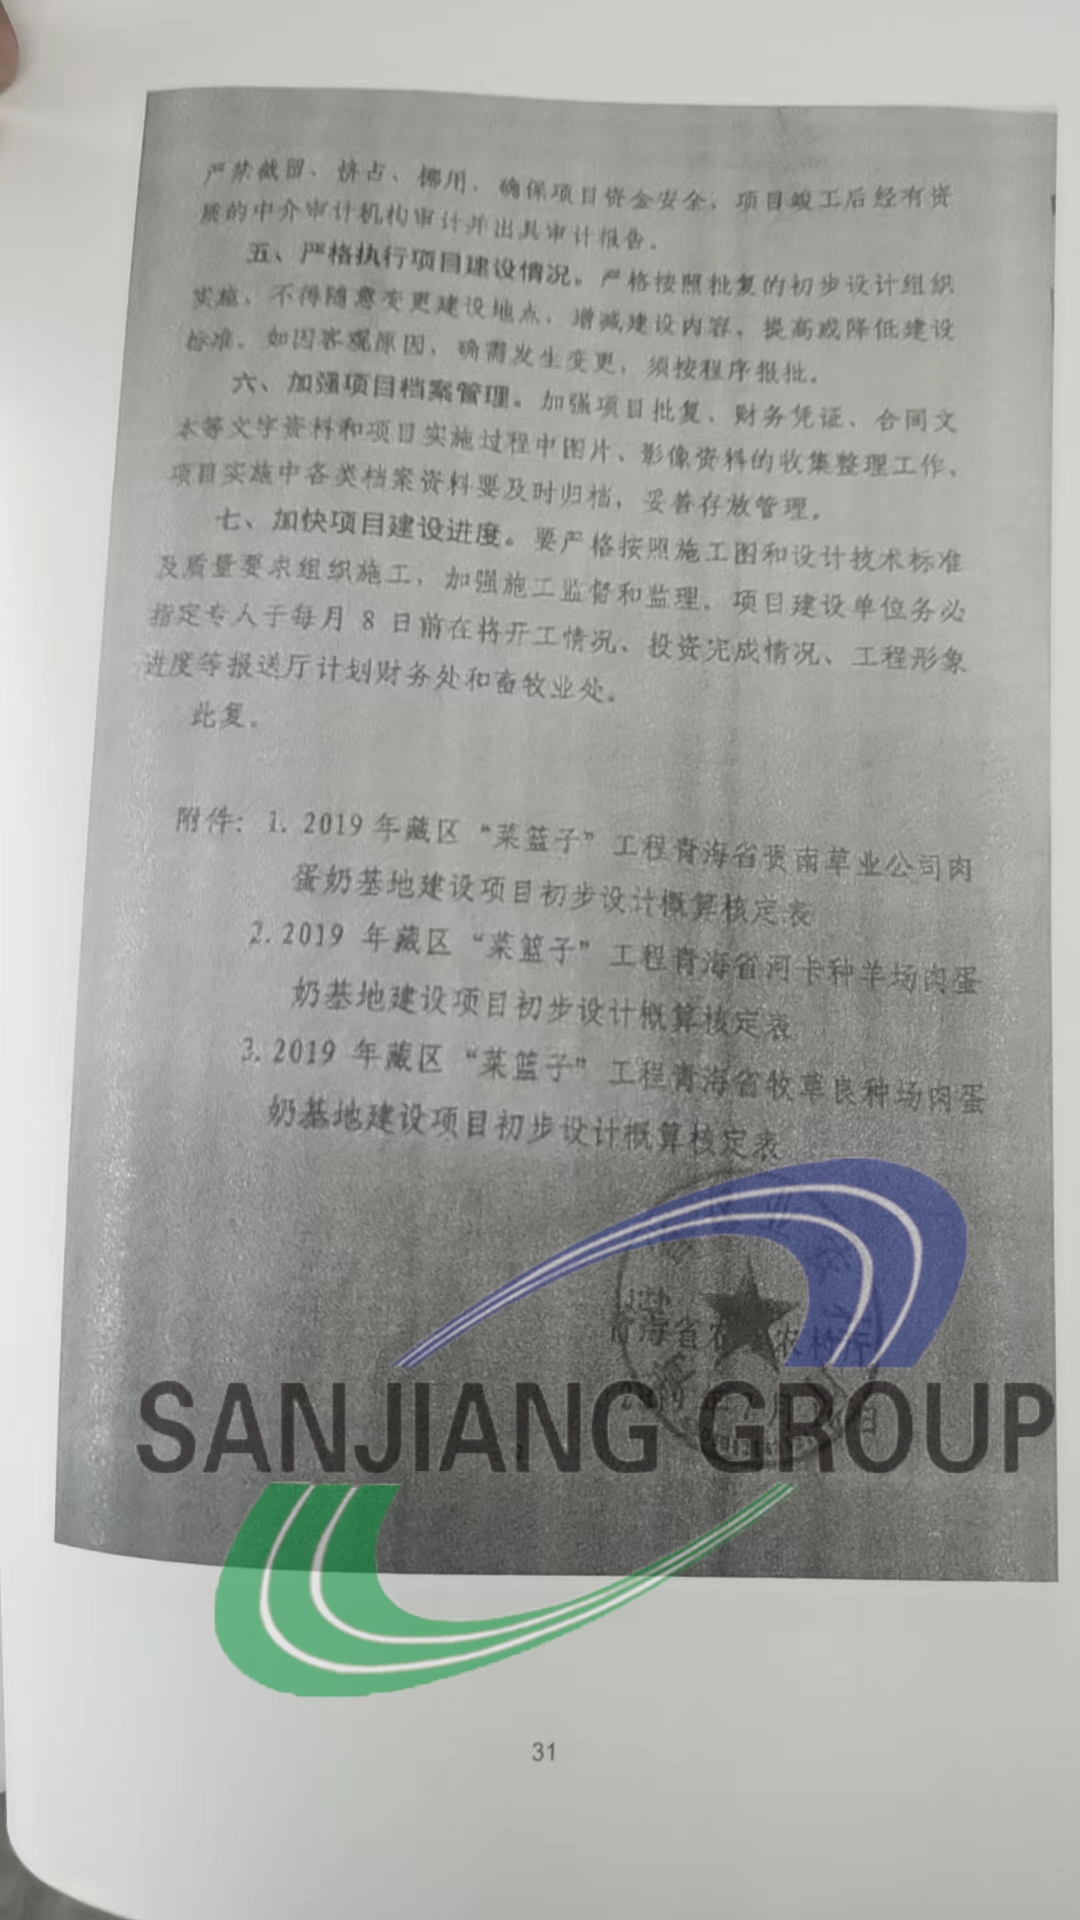 严禁截留、挤占、挪用，确保项目资金安全，项目竣工后经有资
质的中介审计机构审计并出具审计报告。
五、严格执行项目建设情况。严格按照批复的初步设计组织
实施，不得随意变更建设地点，增减建设内容，提高或降低建设
标准，如因客观原因，确需发生变更，须按程序报批。
六、加强项目档案管理。加强项目批复、财务凭证、合同文
本等文字资料和项目实施过程中图片、影像资料的收集整理工作，
项目实施中各类档案资料要及时归档，妥善存放管理。
七、加快项目建设进度。要严格按照施工图和设计技术标准
及质量要求组织施工，加强施工监督和监理。项目建设单位务必
指定专人于每月 8 日前在将开工情况、投资完成情况、工程形象
进度等报送厅计划财务处和畜牧业处。
此复。
附件：1. 2019 年藏区“菜篮子”工程青海省贵南草业公司肉
蛋奶基地建设项目初步设计概算核定表
2. 2019 年藏区“菜篮子”工程青海省河卡种羊场肉蛋
奶基地建设项目初步设计概算核定表
3. 2019 年藏区“菜篮子”工程青海省牧草良种场肉蛋
奶基地建设项目初步设计概算核定表
青海省农 农村厅
日
SANJIANG GROUP
31